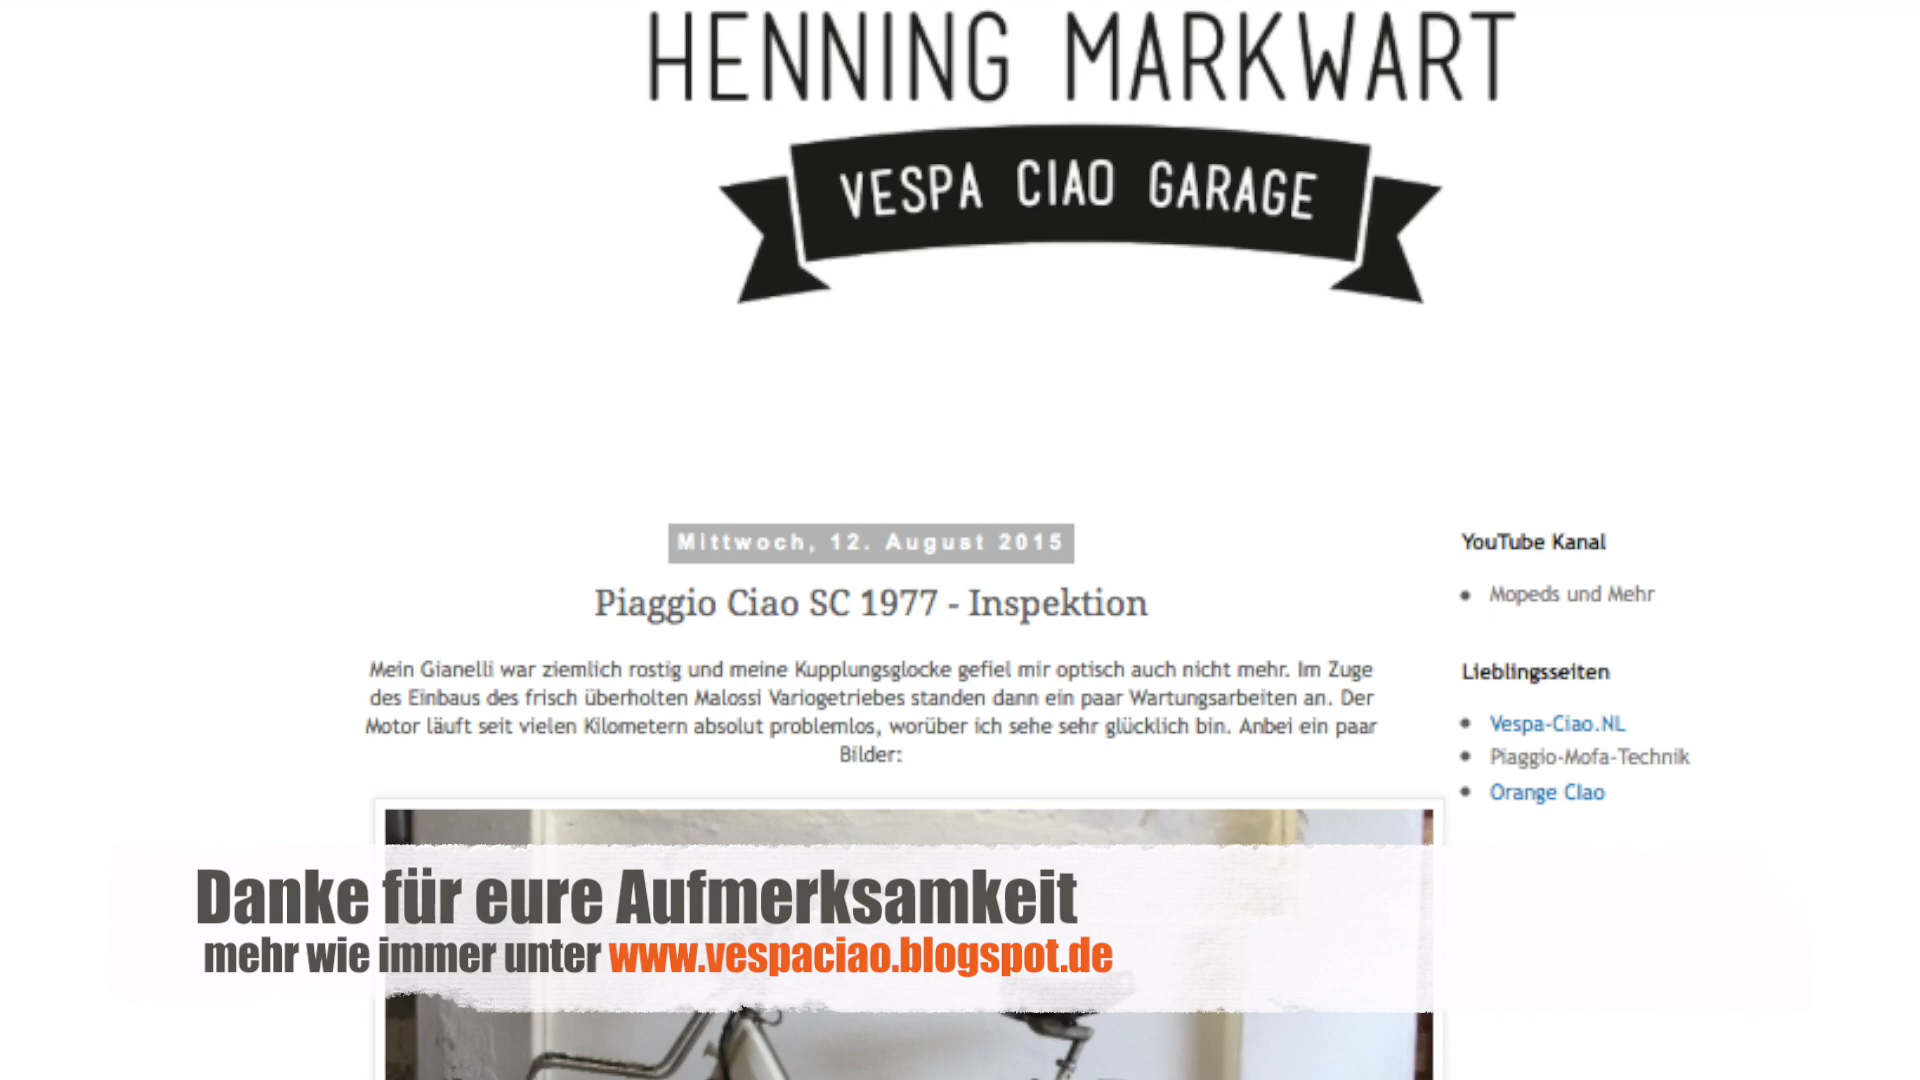 HENNING MARKWART
VESPA CIAO GARAGE
Mittwoch, 12. August 2015
Piaggio Ciao SC 1977 - Inspektion
Mein Gianelli war ziemlich rostig und meine Kupplungsglocke gefiel mir optisch auch nicht mehr. Im Zuge
des Einbaus des frisch überholten Malossi Variogetriebes standen dann ein paar Wartungsarbeiten an. Der
Motor läuft seit vielen Kilometern absolut problemlos, worüber ich sehe sehr glücklich bin. Anbei ein paar
Bilder:
YouTube Kanal
Mopeds und Mehr
Lieblingsseiten
Vespa-Ciao.NL
Piaggio-Mofa-Technik
Orange CIao
Danke für eure Aufmerksamkeit
mehr wie immer unter www.vespaciao.blogspot.de